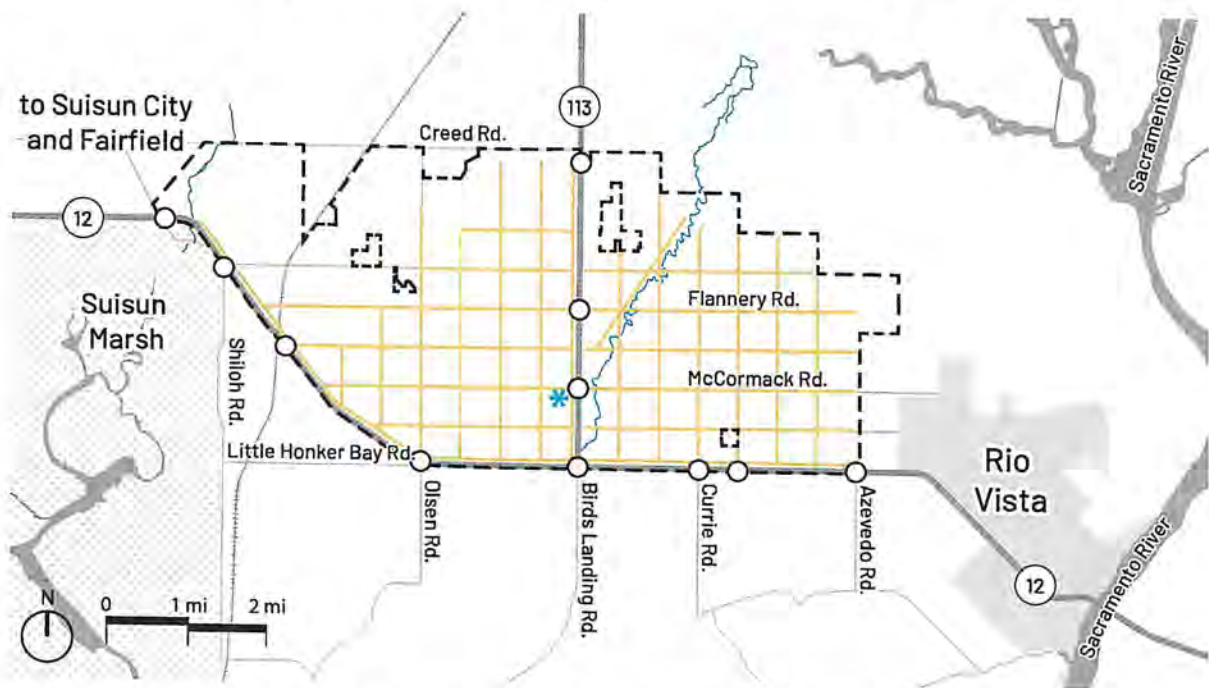 to Suisun City
and Fairfield
113
Creed Rd.
Sacramento River
12
Suisun
Marsh
Flannery Rd.
Shiloh Rd.
McCormack Rd.
*
Little Honker Bay Rd.
Rio
Vista
Olsen Rd.
Birds Landing Rd.
Currie Rd.
Azevedo Rd.
12
Sacramento River
N
0 1 mi 2 mi